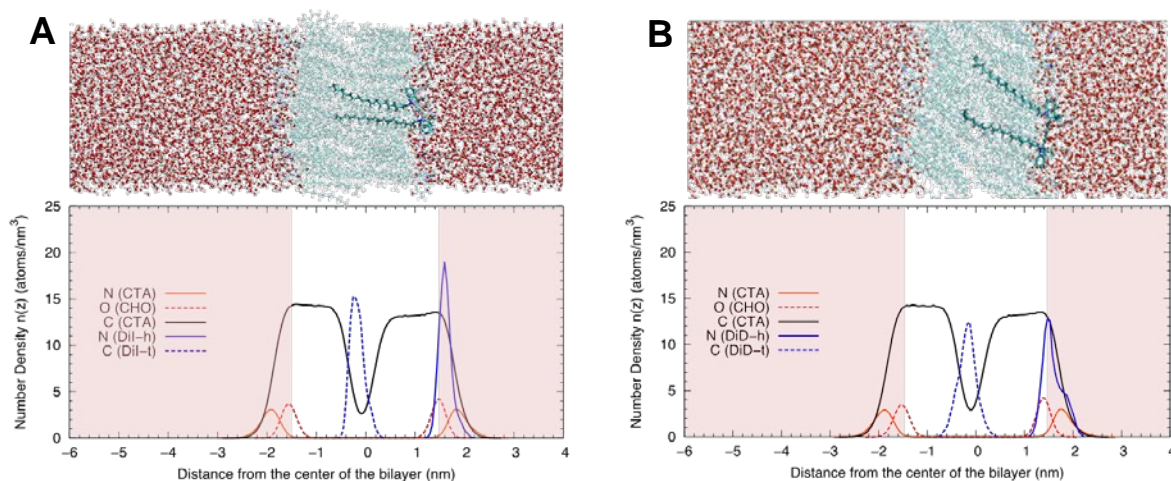 A
B
25
20
15
10
5
0
Number Density n(z) (atoms/nm³)
N (CTA)
O (CHO)
C (CTA)
N (DiI-h)
C (DiI-t)
-6 -5 -4 -3 -2 -1 0 1 2 3 4
Distance from the center of the bilayer (nm)
25
20
15
10
5
0
Number Density n(z) (atoms/nm³)
N (CTA)
O (CHO)
C (CTA)
N (DiD-h)
C (DiD-t)
-6 -5 -4 -3 -2 -1 0 1 2 3 4
Distance from the center of the bilayer (nm)